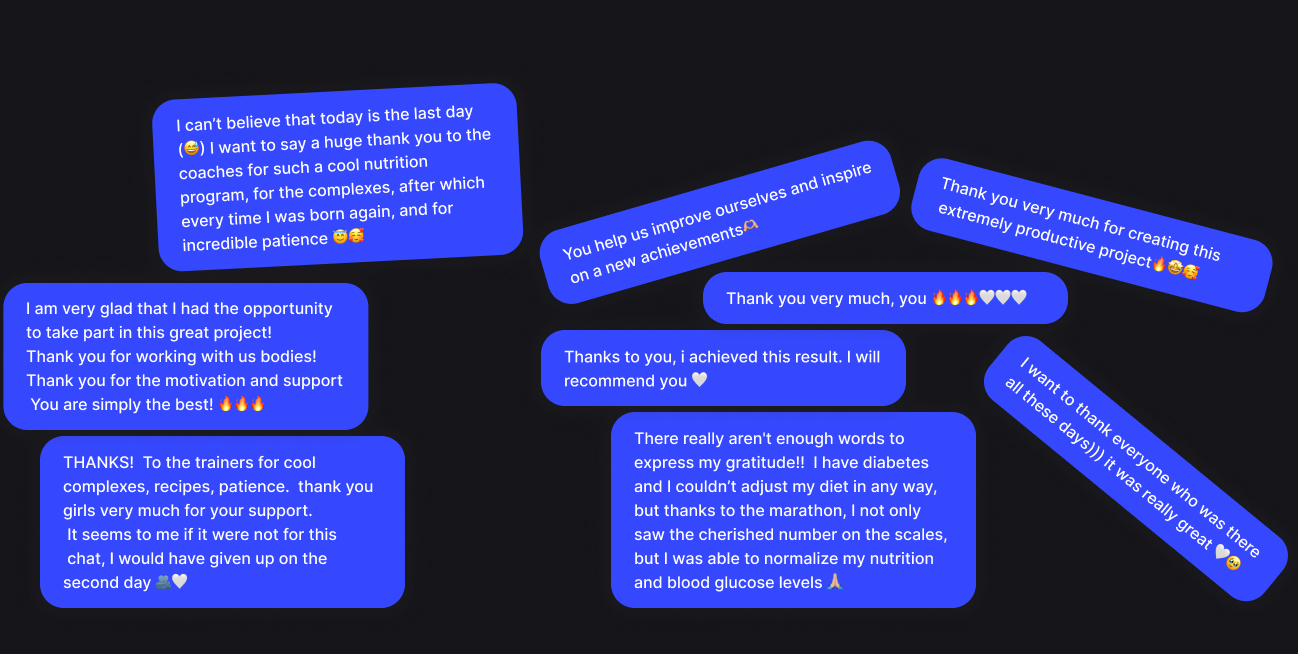 I can’t believe that today is the last day
(😅) I want to say a huge thank you to the
coaches for such a cool nutrition
program, for the complexes, after which
every time I was born again, and for
incredible patience 😇🥰
I am very glad that I had the opportunity
to take part in this great project!
Thank you for working with us bodies!
Thank you for the motivation and support
You are simply the best! 🔥🔥🔥
THANKS!  To the trainers for cool
complexes, recipes, patience.  thank you
girls very much for your support.
It seems to me if it were not for this
chat, I would have given up on the
second day 🫂🤍
You help us improve ourselves and inspire
on a new achievements🫶🏽
Thank you very much for creating this
extremely productive project🔥🤩🥰
Thank you very much, you 🔥🔥🔥🤍🤍🤍
Thanks to you, i achieved this result. I will
recommend you 🤍
There really aren't enough words to
express my gratitude!!  I have diabetes
and I couldn’t adjust my diet in any way,
but thanks to the marathon, I not only
saw the cherished number on the scales,
but I was able to normalize my nutrition
and blood glucose levels 🙏🏼
I want to thank everyone who was there
all these days))) it was really great 🤍🥺